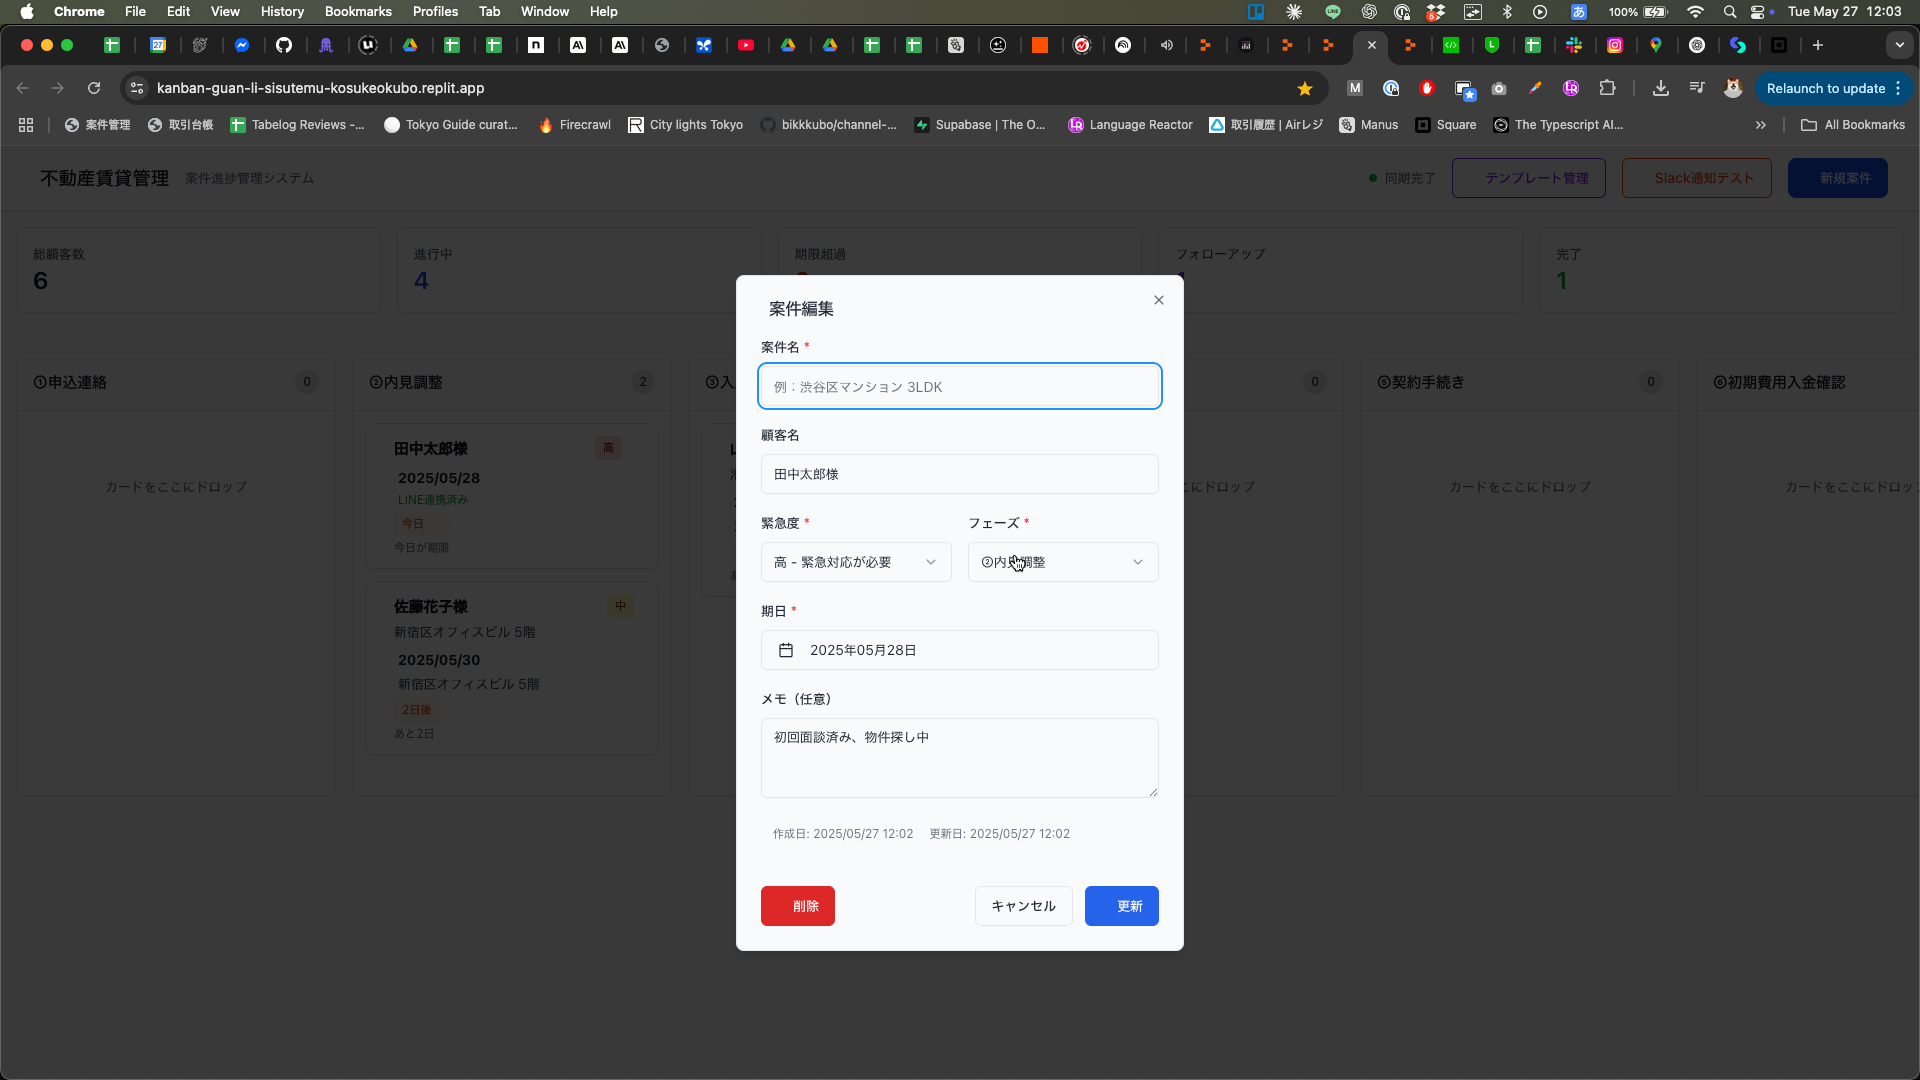 Chrome File Edit View History Bookmarks Profiles Tab Window Help 100% Tue May 27 12:03
kanban-guan-li-sisutemu-kosukeokubo.replit.app Relaunch to update
案件管理 取引台帳 Tabelog Reviews -... Tokyo Guide curat... Firecrawl City lights Tokyo bikkkubo/channel-... Supabase | The O... Language Reactor 取引履歴 | Airレジ Manus Square The Typescript AI... All Bookmarks
不動産賃貸管理 案件進捗管理システム 同期完了 テンプレート管理 Slack通知テスト 新規案件
総顧客数 進行中 期限超過 フォローアップ 完了
6 4 1
①申込連絡 0 ②内見調整 2 0 ⑤契約手続き 0 ⑥初期費用入金確認
カードをここにドロップ
田中太郎様 高
2025/05/28
LINE連携済み
今日
今日が期限
佐藤花子様 中
新宿区オフィスビル 5階
2025/05/30
新宿区オフィスビル 5階
2日後
あと2日
カードをここにドロップ
案件編集
案件名 *
例：渋谷区マンション 3LDK
顧客名
田中太郎様
緊急度 * フェーズ *
高 - 緊急対応が必要 ②内見調整
期日 *
2025年05月28日
メモ（任意）
初回面談済み、物件探し中
作成日: 2025/05/27 12:02 更新日: 2025/05/27 12:02
削除 キャンセル 更新